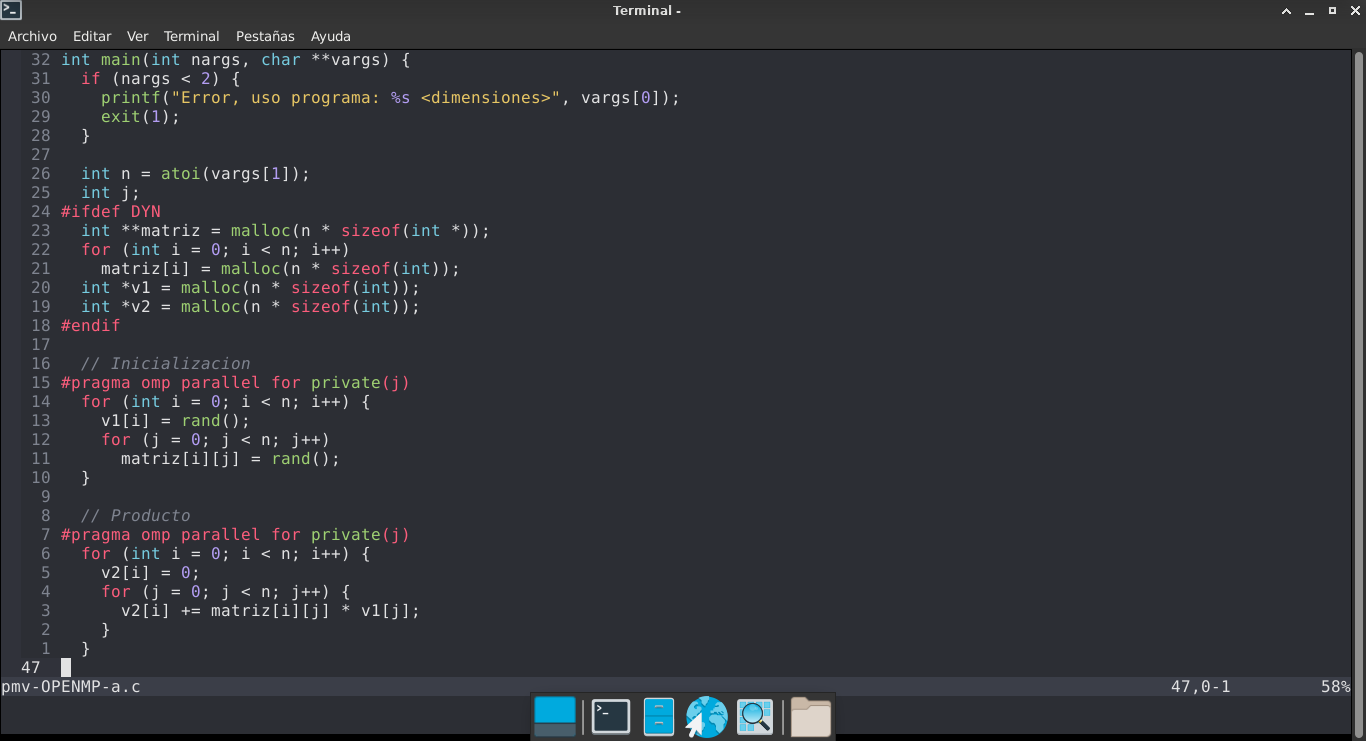 Terminal -
Archivo Editar Ver Terminal Pestañas Ayuda
32 int main(int nargs, char **vargs) {
31   if (nargs < 2) {
30     printf("Error, uso programa: %s <dimensiones>", vargs[0]);
29     exit(1);
28   }
27
26   int n = atoi(vargs[1]);
25   int j;
24 #ifdef DYN
23   int **matriz = malloc(n * sizeof(int *));
22   for (int i = 0; i < n; i++)
21     matriz[i] = malloc(n * sizeof(int));
20   int *v1 = malloc(n * sizeof(int));
19   int *v2 = malloc(n * sizeof(int));
18 #endif
17
16   // Inicializacion
15 #pragma omp parallel for private(j)
14   for (int i = 0; i < n; i++) {
13     v1[i] = rand();
12     for (j = 0; j < n; j++)
11       matriz[i][j] = rand();
10   }
9
8   // Producto
7 #pragma omp parallel for private(j)
6   for (int i = 0; i < n; i++) {
5     v2[i] = 0;
4     for (j = 0; j < n; j++) {
3       v2[i] += matriz[i][j] * v1[j];
2     }
1   }
47
pmv-OPENMP-a.c 47,0-1 58%